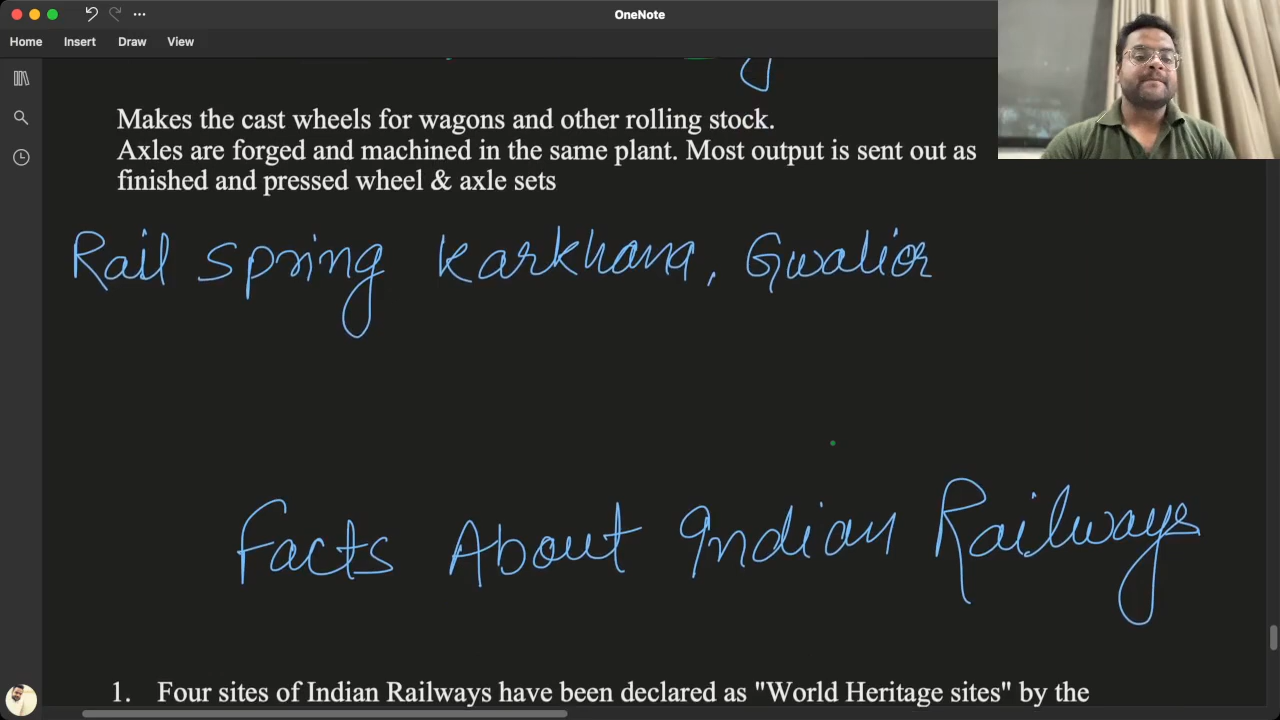 OneNote
Home Insert Draw View
Makes the cast wheels for wagons and other rolling stock.
Axles are forged and machined in the same plant. Most output is sent out as
finished and pressed wheel & axle sets
Rail Spring Karkhana, Gwalior
Facts About Indian Railways
1. Four sites of Indian Railways have been declared as "World Heritage sites" by the